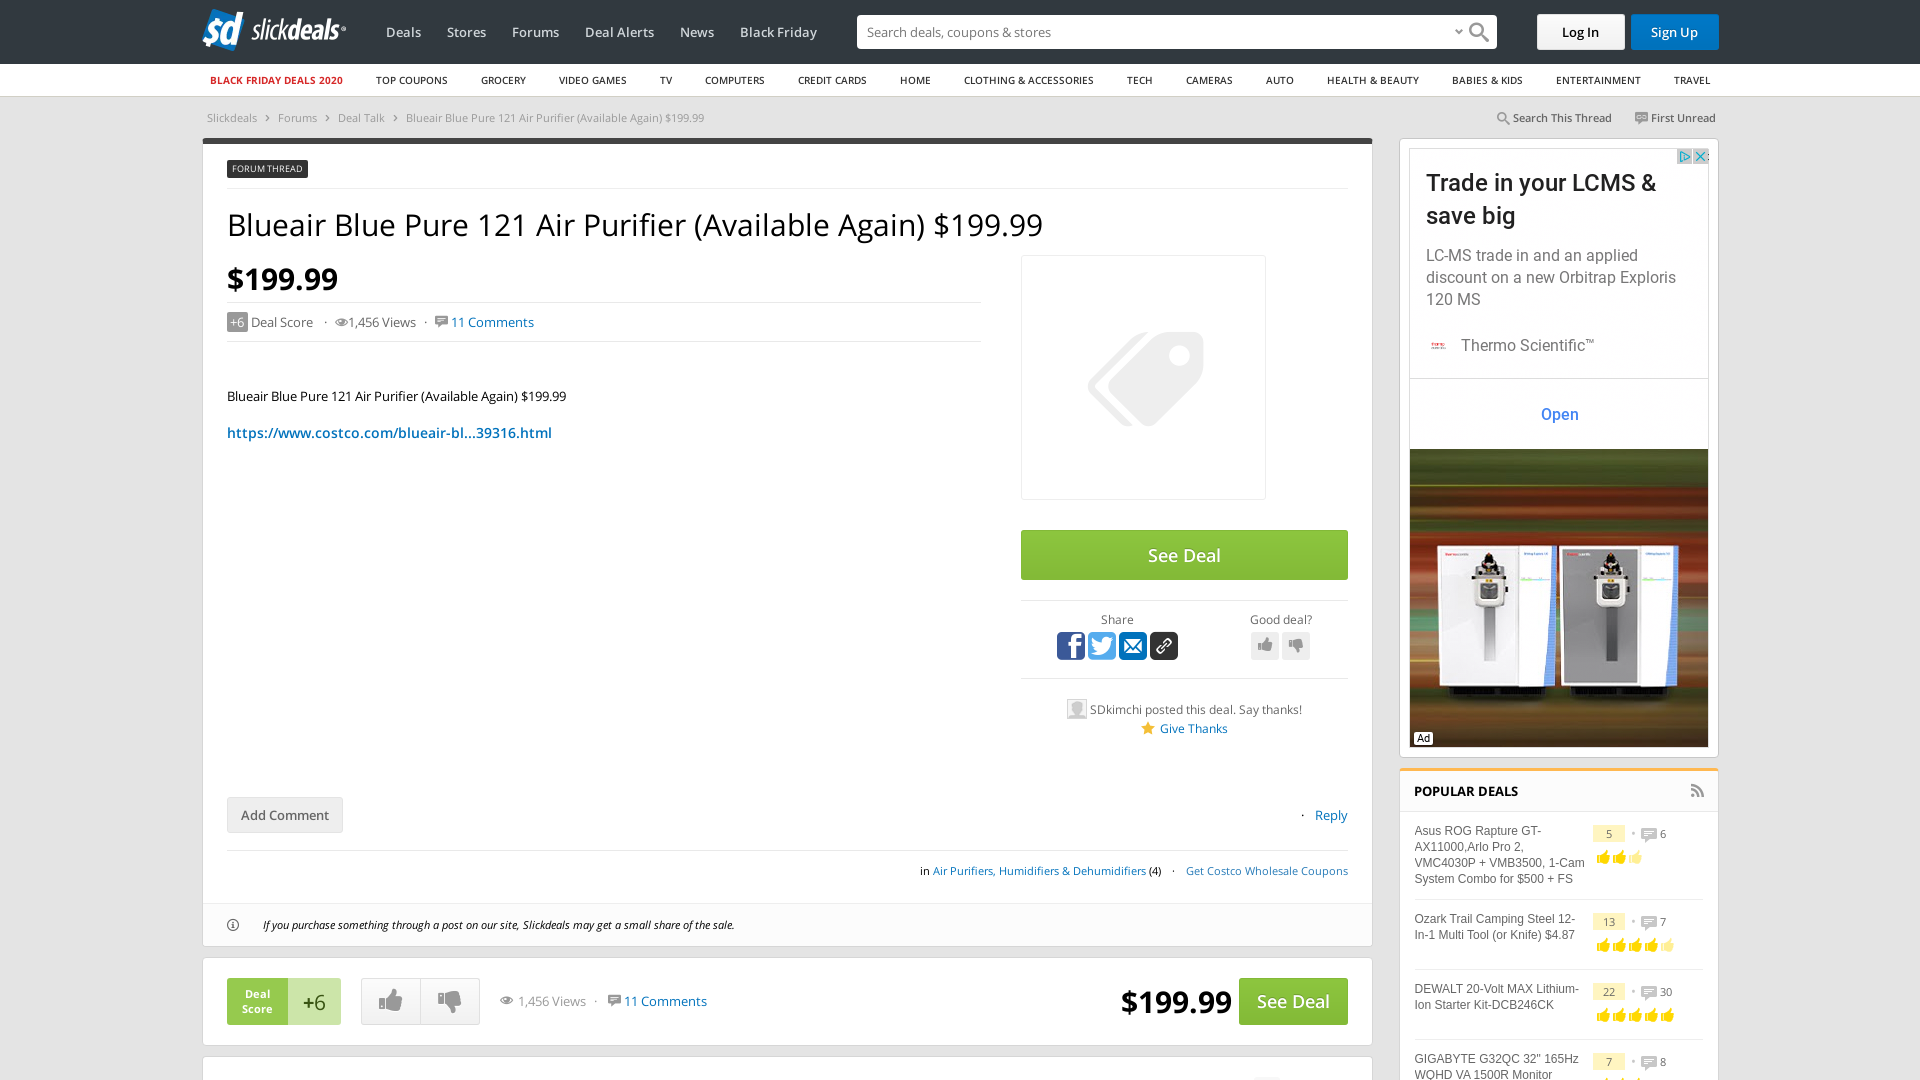 slickdeals
Deals
Stores
Forums
Deal Alerts
News
Black Friday
Search deals, coupons & stores
Log In
Sign Up
BLACK FRIDAY DEALS 2020
TOP COUPONS
GROCERY
VIDEO GAMES
TV
COMPUTERS
CREDIT CARDS
HOME
CLOTHING & ACCESSORIES
TECH
CAMERAS
AUTO
HEALTH & BEAUTY
BABIES & KIDS
ENTERTAINMENT
TRAVEL
Slickdeals > Forums > Deal Talk > Blueair Blue Pure 121 Air Purifier (Available Again) $199.99
Search This Thread
First Unread
FORUM THREAD
Blueair Blue Pure 121 Air Purifier (Available Again) $199.99
$199.99
+6 Deal Score · 1,456 Views · 11 Comments
Blueair Blue Pure 121 Air Purifier (Available Again) $199.99
https://www.costco.com/blueair-bl...39316.html
See Deal
Share
Good deal?
SDkimchi posted this deal. Say thanks!
Give Thanks
Add Comment
· Reply
in Air Purifiers, Humidifiers & Dehumidifiers (4) · Get Costco Wholesale Coupons
If you purchase something through a post on our site, Slickdeals may get a small share of the sale.
Deal
Score
+6
1,456 Views · 11 Comments
$199.99
See Deal
Trade in your LCMS &
save big
LC-MS trade in and an applied
discount on a new Orbitrap Exploris
120 MS
Thermo Scientific™
Open
Ad
POPULAR DEALS
Asus ROG Rapture GT-
AX11000,Arlo Pro 2,
VMC4030P + VMB3500, 1-Cam
System Combo for $500 + FS
5 • 6
Ozark Trail Camping Steel 12-
In-1 Multi Tool (or Knife) $4.87
13 • 7
DEWALT 20-Volt MAX Lithium-
Ion Starter Kit-DCB246CK
22 • 30
GIGABYTE G32QC 32" 165Hz
WQHD VA 1500R Monitor
7 • 8